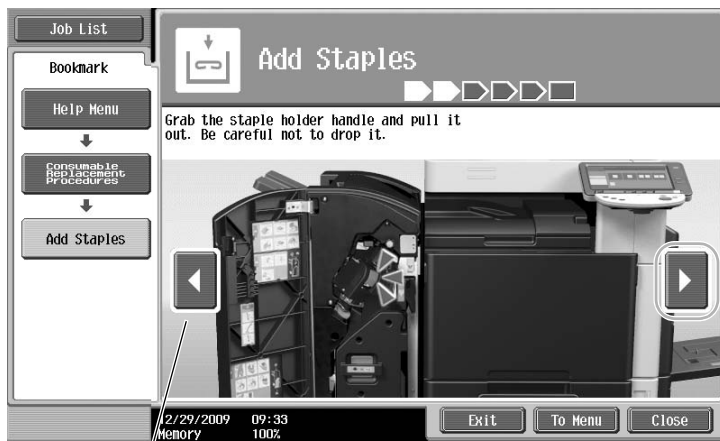 Job List
Bookmark
Help Menu
Consumable
Replacement
Procedures
Add Staples
Add Staples
Grab the staple holder handle and pull it
out. Be careful not to drop it.
12/29/2009 09:33
Memory 100%
Exit
To Menu
Close